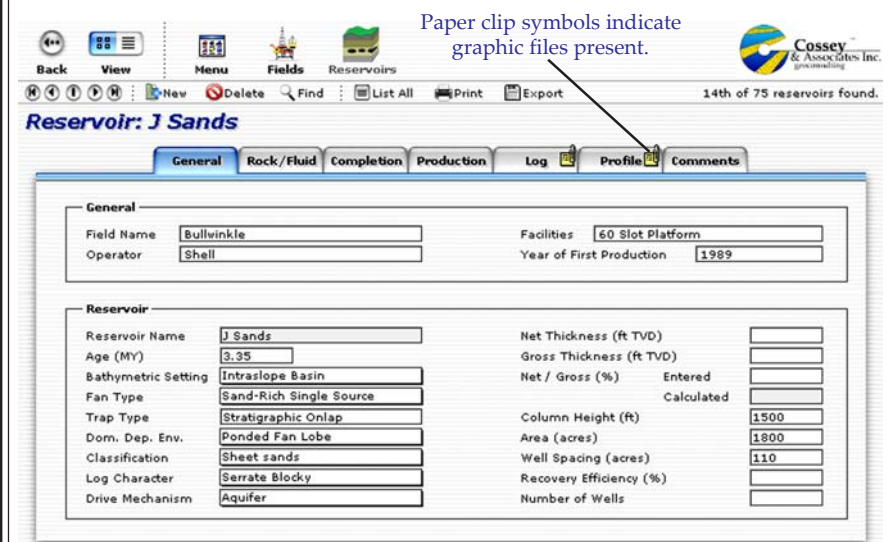 Paper clip symbols indicate
graphic files present.
Back View Menu Fields Reservoirs
Cossey
& Associates Inc.
geoconsulting
New Delete Find List All Print Export 14th of 75 reservoirs found.
Reservoir: J Sands
General Rock/Fluid Completion Production Log Profile Comments
General
Field Name Bullwinkle Facilities 60 Slot Platform
Operator Shell Year of First Production 1989
Reservoir
Reservoir Name J Sands Net Thickness (ft TVD)
Age (MY) 3.35 Gross Thickness (ft TVD)
Bathymetric Setting Intraslope Basin Net / Gross (%) Entered
Fan Type Sand-Rich Single Source Calculated
Trap Type Stratigraphic Onlap Column Height (ft) 1500
Dom. Dep. Env. Ponded Fan Lobe Area (acres) 1800
Classification Sheet sands Well Spacing (acres) 110
Log Character Serrate Blocky Recovery Efficiency (%)
Drive Mechanism Aquifer Number of Wells